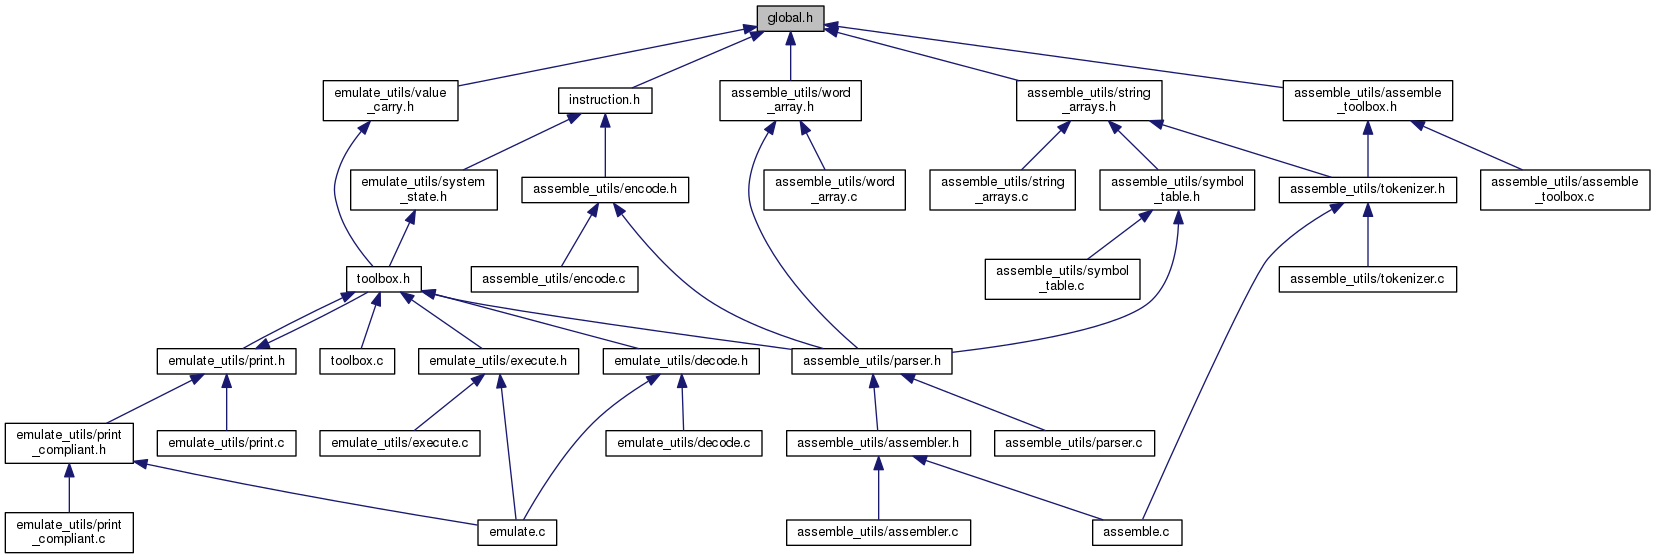 global.h
emulate_utils/value
_carry.h
instruction.h
assemble_utils/word
_array.h
assemble_utils/string
_arrays.h
assemble_utils/assemble
_toolbox.h
emulate_utils/system
_state.h
assemble_utils/encode.h
assemble_utils/word
_array.c
assemble_utils/string
_arrays.c
assemble_utils/symbol
_table.h
assemble_utils/tokenizer.h
assemble_utils/assemble
_toolbox.c
toolbox.h
assemble_utils/encode.c
assemble_utils/symbol
_table.c
assemble_utils/tokenizer.c
emulate_utils/print.h
toolbox.c
emulate_utils/execute.h
emulate_utils/decode.h
assemble_utils/parser.h
emulate_utils/print
_compliant.h
emulate_utils/print.c
emulate_utils/execute.c
emulate_utils/decode.c
assemble_utils/assembler.h
assemble_utils/parser.c
emulate_utils/print
_compliant.c
emulate.c
assemble_utils/assembler.c
assemble.c